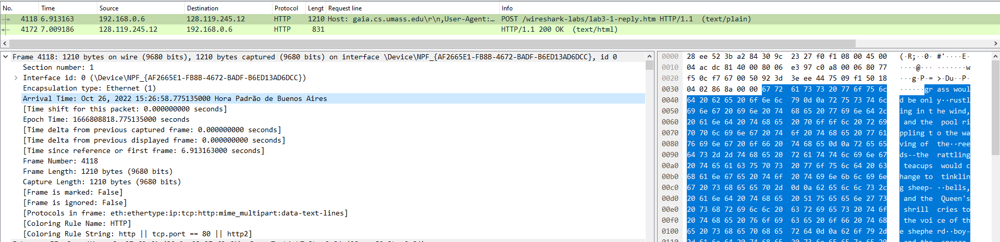 No. Time Source Destination Protocol Lengt Request line Info
4118 6.913163 192.168.0.6 128.119.245.12 HTTP 1210 Host: gaia.cs.umass.edu\r\n,User-Agent:… POST /wireshark-labs/lab3-1-reply.htm HTTP/1.1  (text/plain)
4172 7.009186 128.119.245.12 192.168.0.6 HTTP 831 HTTP/1.1 200 OK  (text/html)
Frame 4118: 1210 bytes on wire (9680 bits), 1210 bytes captured (9680 bits) on interface \Device\NPF_{AF2665E1-FB8B-4672-BADF-B6ED13AD6DCC}, id 0
Section number: 1
Interface id: 0 (\Device\NPF_{AF2665E1-FB8B-4672-BADF-B6ED13AD6DCC})
Encapsulation type: Ethernet (1)
Arrival Time: Oct 26, 2022 15:26:58.775135000 Hora Padrão de Buenos Aires
[Time shift for this packet: 0.000000000 seconds]
Epoch Time: 1666808818.775135000 seconds
[Time delta from previous captured frame: 0.000000000 seconds]
[Time delta from previous displayed frame: 0.000000000 seconds]
[Time since reference or first frame: 6.913163000 seconds]
Frame Number: 4118
Frame Length: 1210 bytes (9680 bits)
Capture Length: 1210 bytes (9680 bits)
[Frame is marked: False]
[Frame is ignored: False]
[Protocols in frame: eth:ethertype:ip:tcp:http:mime_multipart:data-text-lines]
[Coloring Rule Name: HTTP]
[Coloring Rule String: http || tcp.port == 80 || http2]
0000 28 ee 52 3b a2 84 30 9c 23 27 f0 f1 08 00 45 00 (·R;··0· #'····E·
0010 04 ac dc 81 40 00 80 06 e3 97 c0 a8 00 06 80 77 ····@··· ·······w
0020 f5 0c f7 67 00 50 92 3d 3e ee 44 75 09 f1 50 18 ···g·P·= >·Du··P·
0030 04 02 86 8a 00 00 67 72 61 73 73 20 77 6f 75 6c ······gr ass woul
0040 64 20 62 65 20 6f 6e 6c 79 0d 0a 72 75 73 74 6c d be onl y··rustl
0050 69 6e 67 20 69 6e 20 74 68 65 20 77 69 6e 64 2c ing in t he wind,
0060 20 61 6e 64 20 74 68 65 20 70 6f 6f 6c 20 72 69 and the pool ri
0070 70 70 6c 69 6e 67 20 74 6f 20 74 68 65 20 77 61 ppling t o the wa
0080 76 69 6e 67 20 6f 66 20 74 68 65 0d 0a 72 65 65 ving of the··ree
0090 64 73 2d 2d 74 68 65 20 72 61 74 74 6c 69 6e 67 ds--the rattling
00a0 20 74 65 61 63 75 70 73 20 77 6f 75 6c 64 20 63 teacups would c
00b0 68 61 6e 67 65 20 74 6f 20 74 69 6e 6b 6c 69 6e hange to tinklin
00c0 67 20 73 68 65 65 70 2d 0d 0a 62 65 6c 6c 73 2c g sheep- ··bells,
00d0 20 61 6e 64 20 74 68 65 20 51 75 65 65 6e 27 73 and the Queen's
00e0 20 73 68 72 69 6c 6c 20 63 72 69 65 73 20 74 6f shrill cries to
00f0 20 74 68 65 20 76 6f 69 63 65 20 6f 66 20 74 68 the voi ce of th
0100 65 20 73 68 65 70 68 65 72 64 0d 0a 62 6f 79 2d e shephe rd··boy-